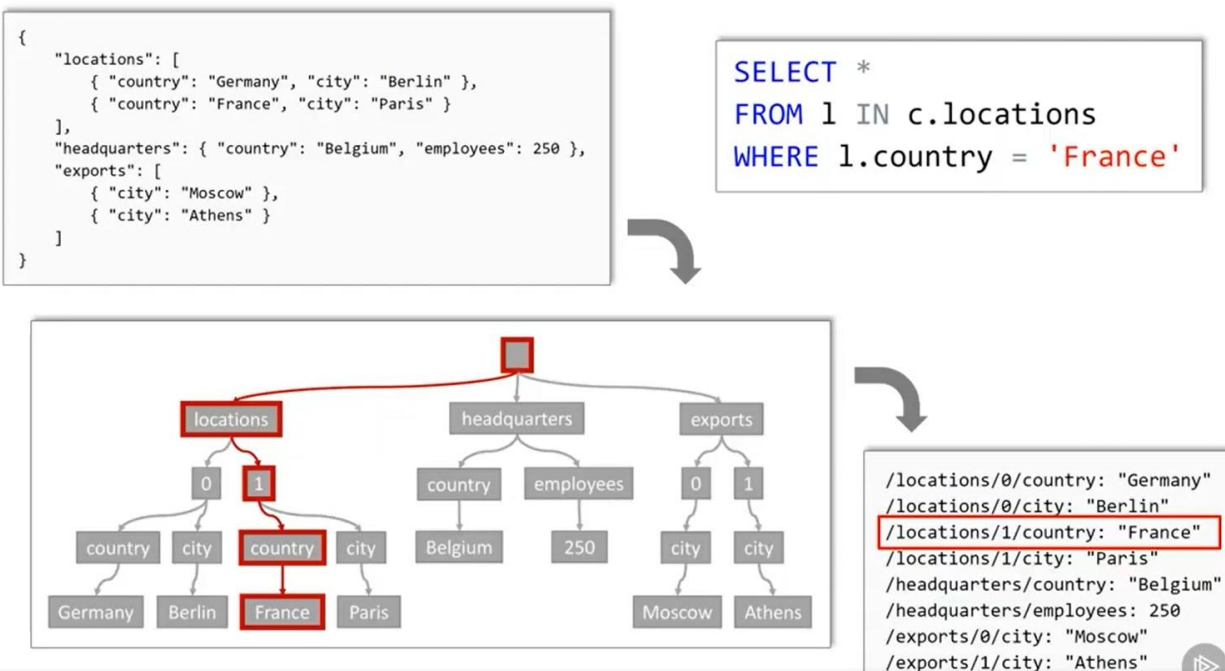 {
    "locations": [
        { "country": "Germany", "city": "Berlin" },
        { "country": "France", "city": "Paris" }
    ],
    "headquarters": { "country": "Belgium", "employees": 250 },
    "exports": [
        { "city": "Moscow" },
        { "city": "Athens" }
    ]
}
SELECT *
FROM l IN c.locations
WHERE l.country = 'France'
locations headquarters exports
0 1 country employees 0 1
country city country city Belgium 250 city city
Germany Berlin France Paris Moscow Athens
/locations/0/country: "Germany"
/locations/0/city: "Berlin"
/locations/1/country: "France"
/locations/1/city: "Paris"
/headquarters/country: "Belgium"
/headquarters/employees: 250
/exports/0/city: "Moscow"
/exports/1/city: "Athens"